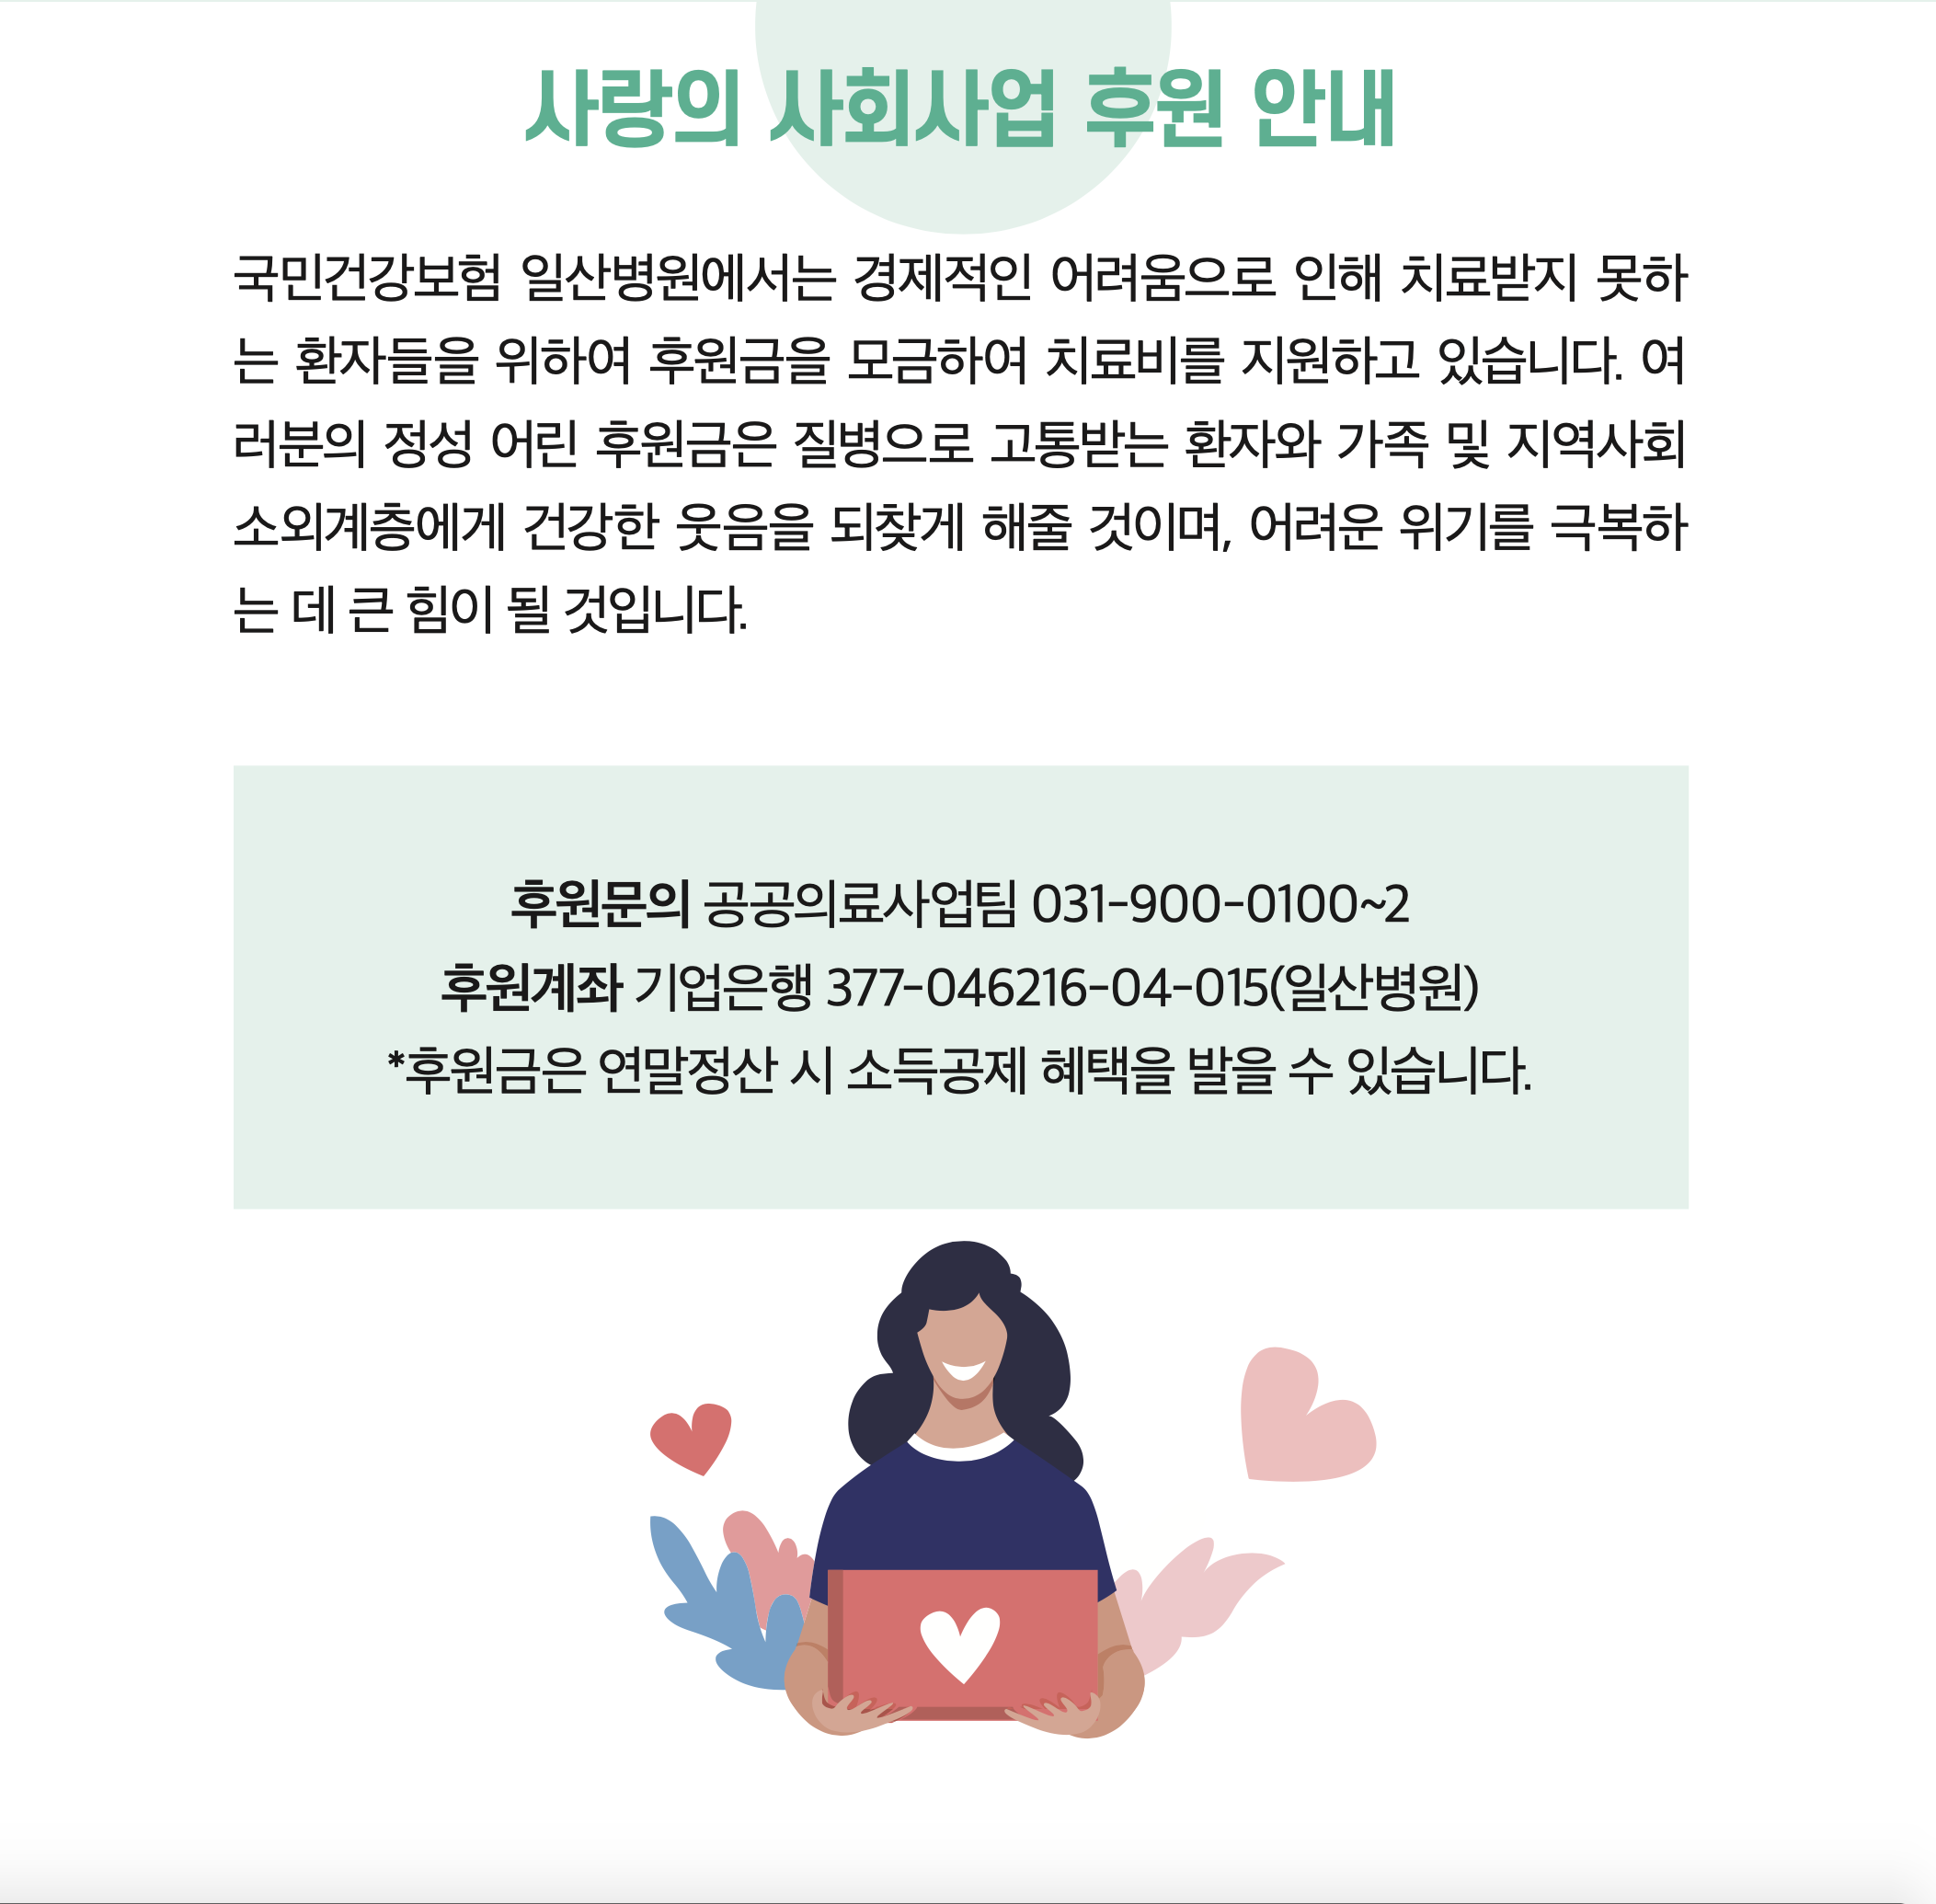 사랑의 사회사업 후원 안내
국민건강보험 일산병원에서는 경제적인 어려움으로 인해 치료받지 못하
는 환자들을 위하여 후원금을 모금하여 치료비를 지원하고 있습니다. 여
러분의 정성 어린 후원금은 질병으로 고통받는 환자와 가족 및 지역사회
소외계층에게 건강한 웃음을 되찾게 해줄 것이며, 어려운 위기를 극복하
는 데 큰 힘이 될 것입니다.
후원문의 공공의료사업팀 031-900-0100~2
후원계좌 기업은행 377-046216-04-015(일산병원)
*후원금은 연말정산 시 소득공제 혜택을 받을 수 있습니다.